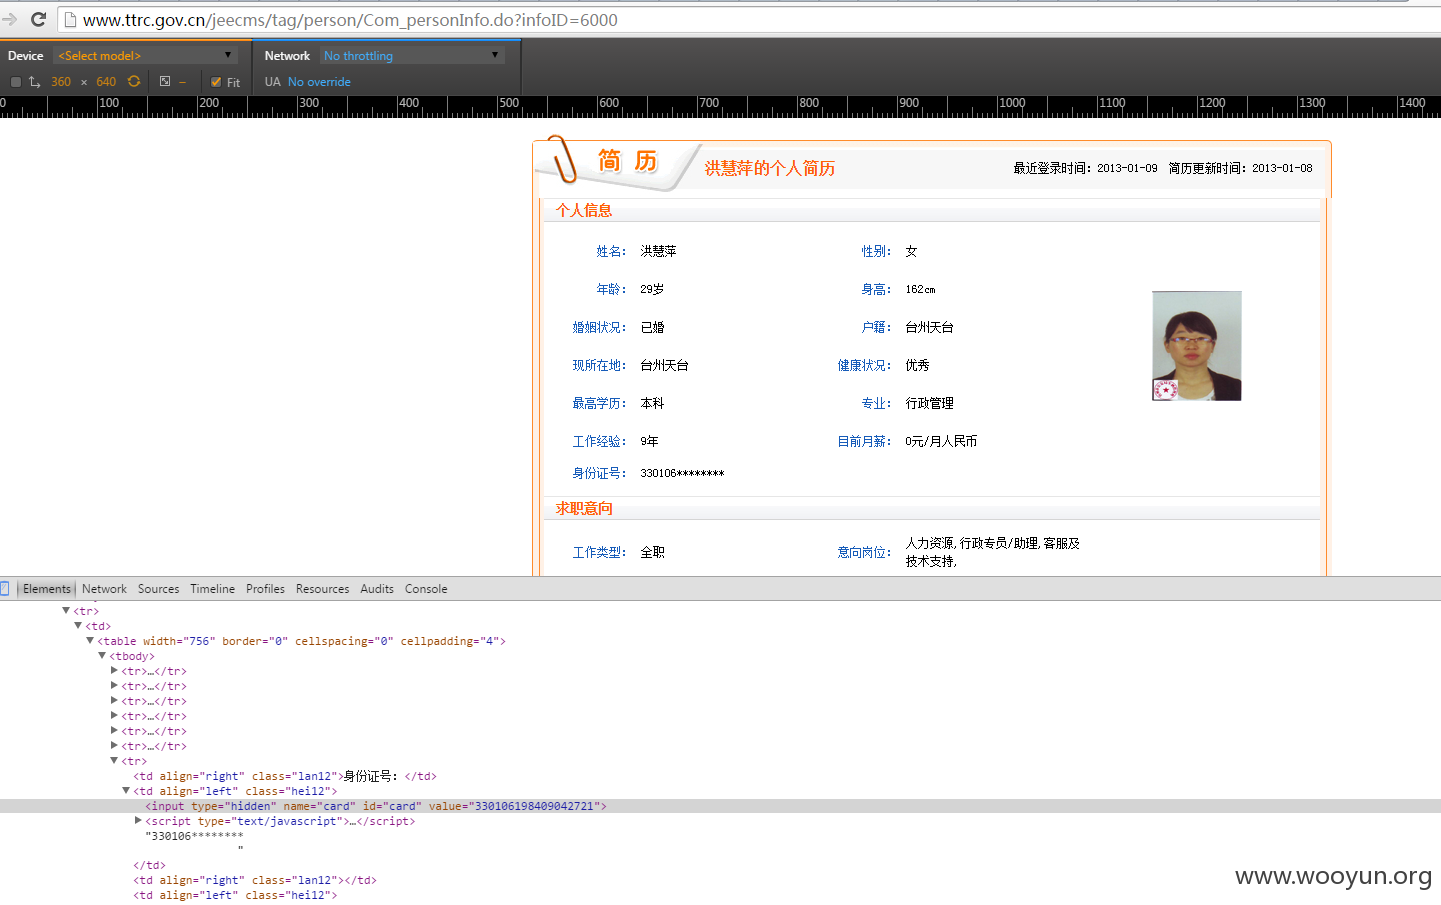 www.ttrc.gov.cn/jeecms/tag/person/Com_personInfo.do?infoID=6000
Device <Select model> Network No throttling
360 × 640 – Fit UA No override
0 100 200 300 400 500 600 700 800 900 1000 1100 1200 1300 1400
简 历 洪慧萍的个人简历 最近登录时间：2013-01-09 简历更新时间：2013-01-08
个人信息
姓名： 洪慧萍 性别： 女
年龄： 29岁 身高： 162cm
婚姻状况： 已婚 户籍： 台州天台
现所在地： 台州天台 健康状况： 优秀
最高学历： 本科 专业： 行政管理
工作经验： 9年 目前月薪： 0元/月人民币
身份证号： 330106********
求职意向
工作类型： 全职 意向岗位： 人力资源,行政专员/助理,客服及
技术支持,
Elements Network Sources Timeline Profiles Resources Audits Console
<tr>
<td>
<table width="756" border="0" cellspacing="0" cellpadding="4">
<tbody>
<tr>…</tr>
<tr>…</tr>
<tr>…</tr>
<tr>…</tr>
<tr>…</tr>
<tr>…</tr>
<tr>
<td align="right" class="lan12">身份证号：</td>
<td align="left" class="hei12">
<input type="hidden" name="card" id="card" value="330106198409042721">
<script type="text/javascript">…</script>
"330106********
"
</td>
<td align="right" class="lan12"></td>
<td align="left" class="hei12">
www.wooyun.org